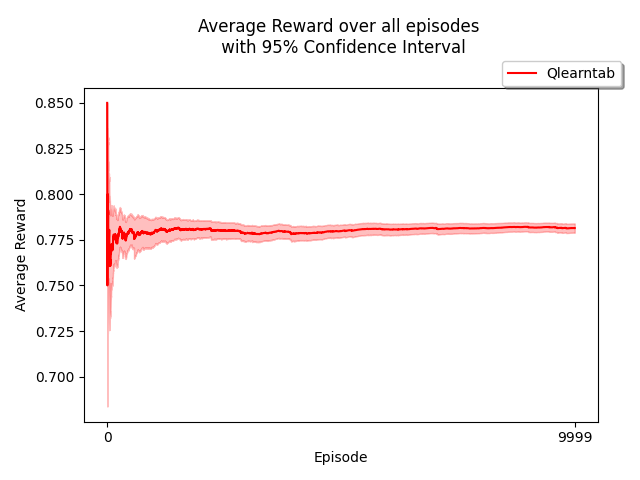 Average Reward over all episodes
with 95% Confidence Interval
Qlearntab
0.850
0.825
0.800
0.775
0.750
0.725
0.700
Average Reward
0
9999
Episode